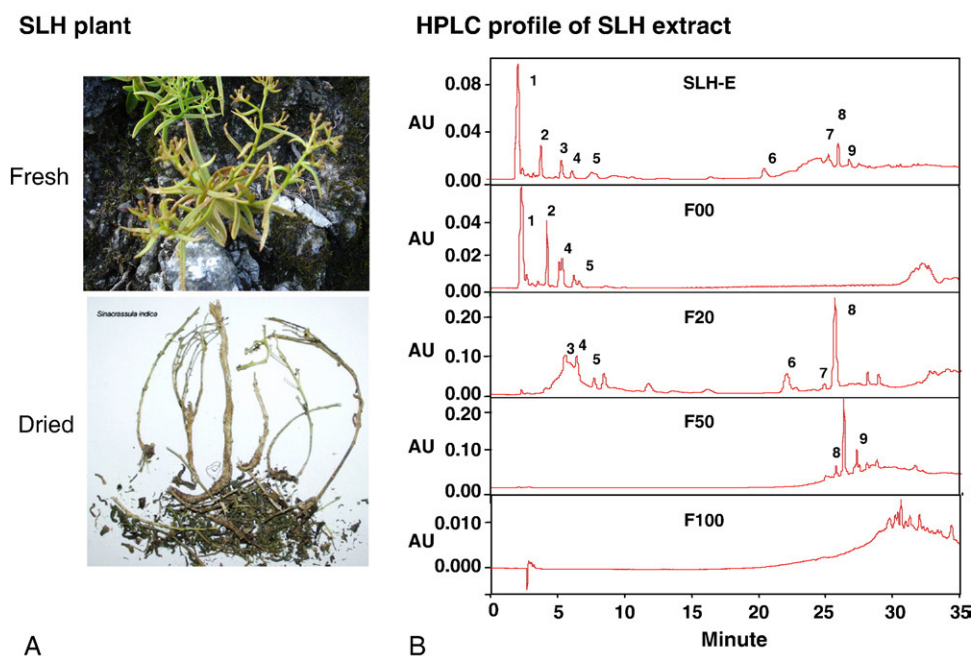 SLH plant
Fresh
Sinacrassula indica
Dried
A
HPLC profile of SLH extract
SLH-E
AU
0.08
0.04
0.00
1
2
3
4
5
6
7
8
9
F00
AU
0.04
0.02
0.00
1
2
4
5
F20
AU
0.20
0.10
0.00
3
4
5
6
7
8
F50
AU
0.20
0.10
0.00
8
9
F100
AU
0.010
0.000
0 5 10 15 20 25 30 35
Minute
B